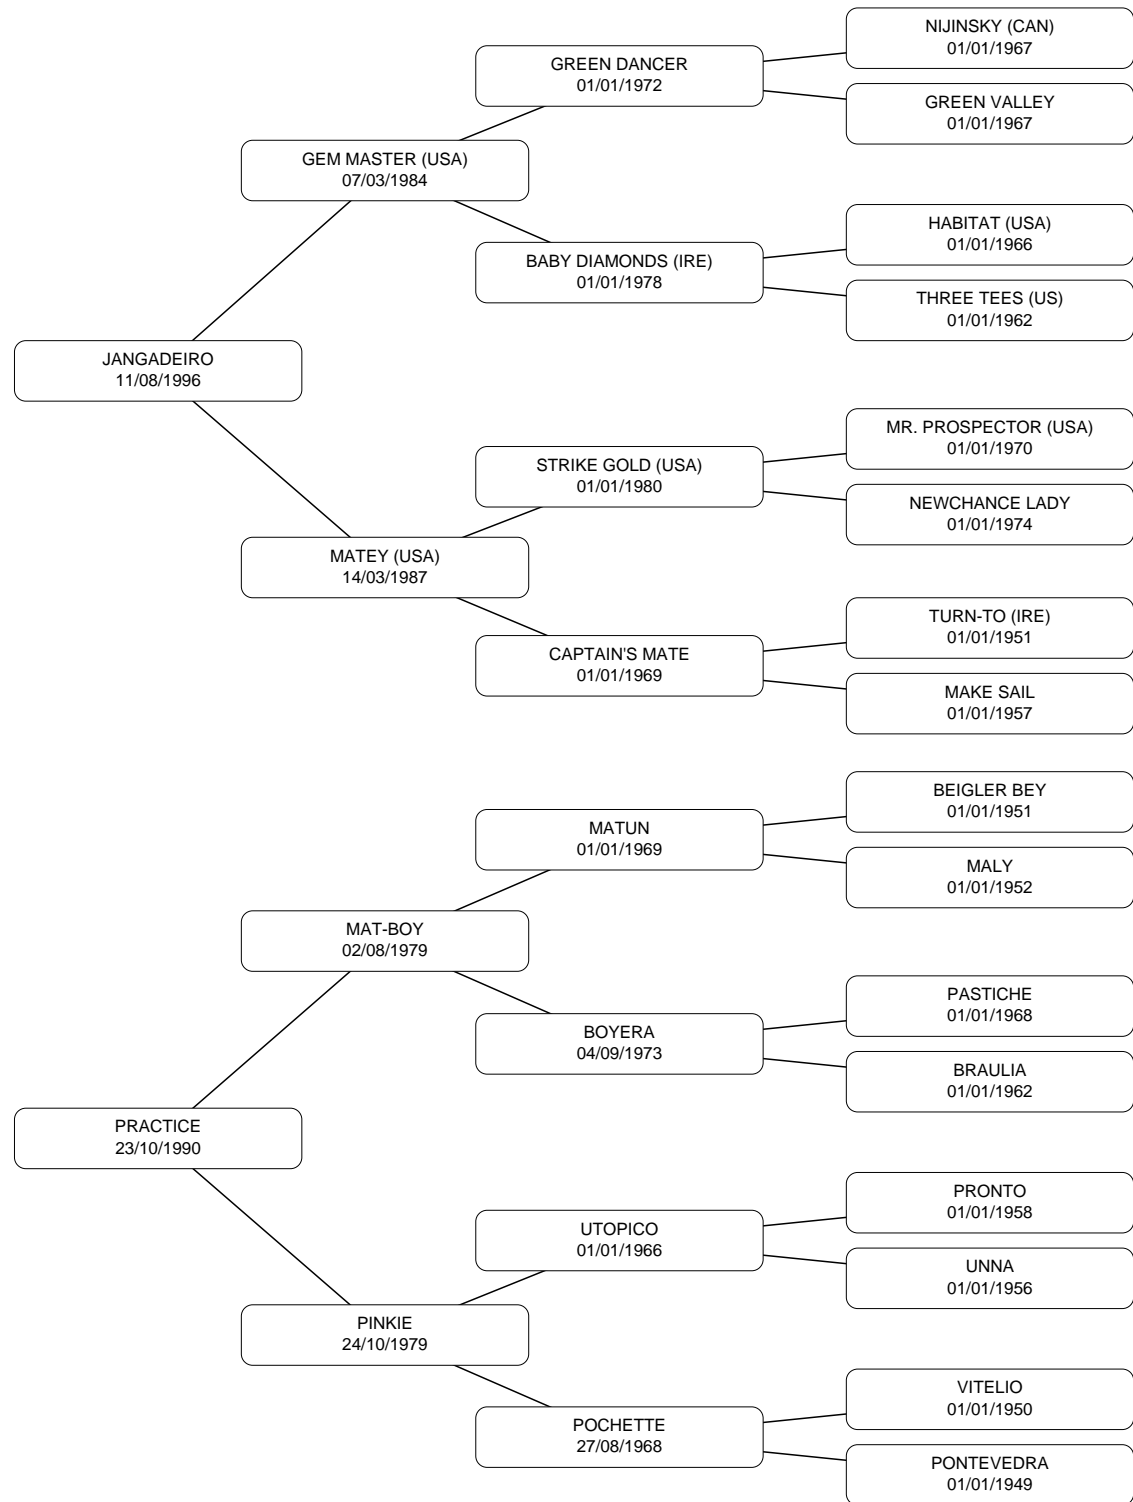 NIJINSKY (CAN)
01/01/1967
GREEN DANCER
01/01/1972
GREEN VALLEY
01/01/1967
GEM MASTER (USA)
07/03/1984
HABITAT (USA)
01/01/1966
BABY DIAMONDS (IRE)
01/01/1978
THREE TEES (US)
01/01/1962
JANGADEIRO
11/08/1996
MR. PROSPECTOR (USA)
01/01/1970
STRIKE GOLD (USA)
01/01/1980
NEWCHANCE LADY
01/01/1974
MATEY (USA)
14/03/1987
TURN-TO (IRE)
01/01/1951
CAPTAIN'S MATE
01/01/1969
MAKE SAIL
01/01/1957
BEIGLER BEY
01/01/1951
MATUN
01/01/1969
MALY
01/01/1952
MAT-BOY
02/08/1979
PASTICHE
01/01/1968
BOYERA
04/09/1973
BRAULIA
01/01/1962
PRACTICE
23/10/1990
PRONTO
01/01/1958
UTOPICO
01/01/1966
UNNA
01/01/1956
PINKIE
24/10/1979
VITELIO
01/01/1950
POCHETTE
27/08/1968
PONTEVEDRA
01/01/1949